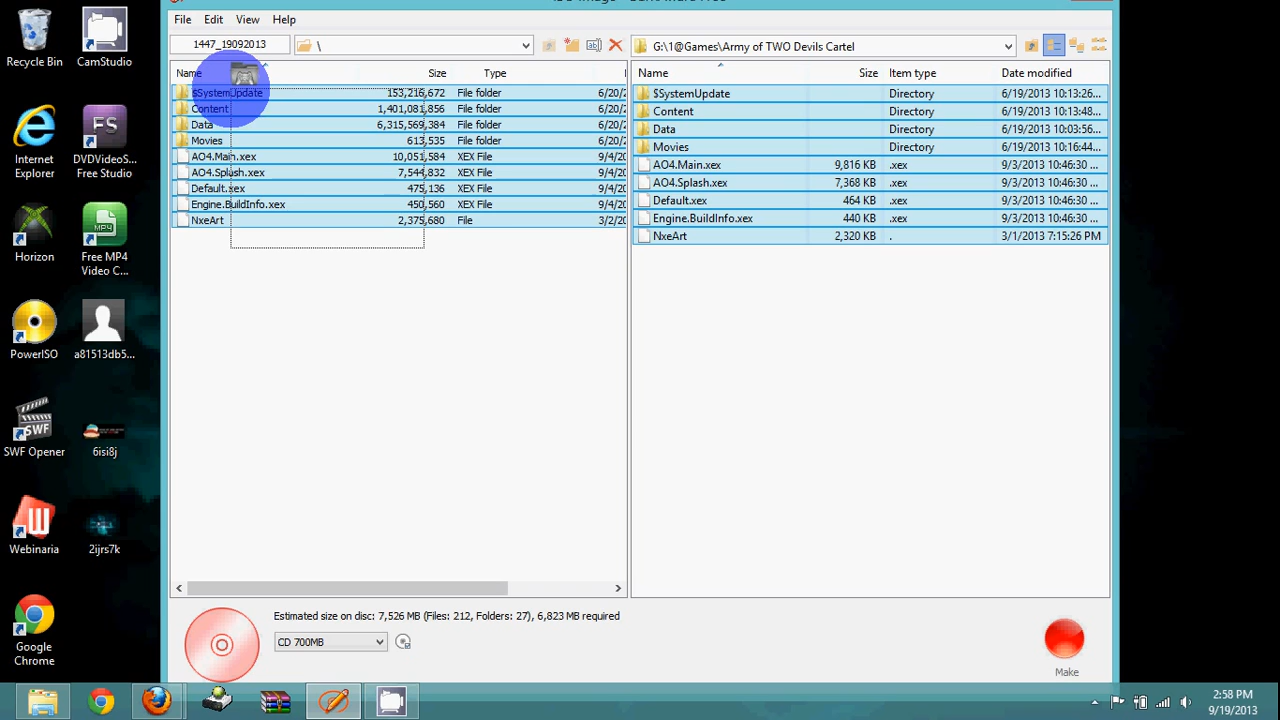 File Edit View Help
1447_19092013 \ G:\1@Games\Army of TWO Devils Cartel
Name Size Type
$SystemUpdate 153,216,672 File folder 6/20/2
Content 1,401,081,856 File folder 6/20/2
Data 6,315,569,384 File folder 6/20/2
Movies 613,535 File folder 6/20/2
AO4.Main.xex 10,051,584 XEX File 9/4/20
AO4.Splash.xex 7,544,832 XEX File 9/4/20
Default.xex 475,136 XEX File 9/4/20
Engine.BuildInfo.xex 450,560 XEX File 9/4/20
NxeArt 2,375,680 File 3/2/20
Name Size Item type Date modified
$SystemUpdate Directory 6/19/2013 10:13:26...
Content Directory 6/19/2013 10:13:48...
Data Directory 6/19/2013 10:03:56...
Movies Directory 6/19/2013 10:16:44...
AO4.Main.xex 9,816 KB .xex 9/3/2013 10:46:30 ...
AO4.Splash.xex 7,368 KB .xex 9/3/2013 10:46:30 ...
Default.xex 464 KB .xex 9/3/2013 10:46:30 ...
Engine.BuildInfo.xex 440 KB .xex 9/3/2013 10:46:30 ...
NxeArt 2,320 KB . 3/1/2013 7:15:26 PM
Estimated size on disc: 7,526 MB (Files: 212, Folders: 27), 6,823 MB required
CD 700MB
Make
Recycle Bin
CamStudio
Internet
Explorer
FS
DVDVideoS...
Free Studio
Horizon
MP4
Free MP4
Video C...
PowerISO
a81513db5...
SWF
SWF Opener
6isi8j
Webinaria
2ijrs7k
Google
Chrome
2:58 PM
9/19/2013